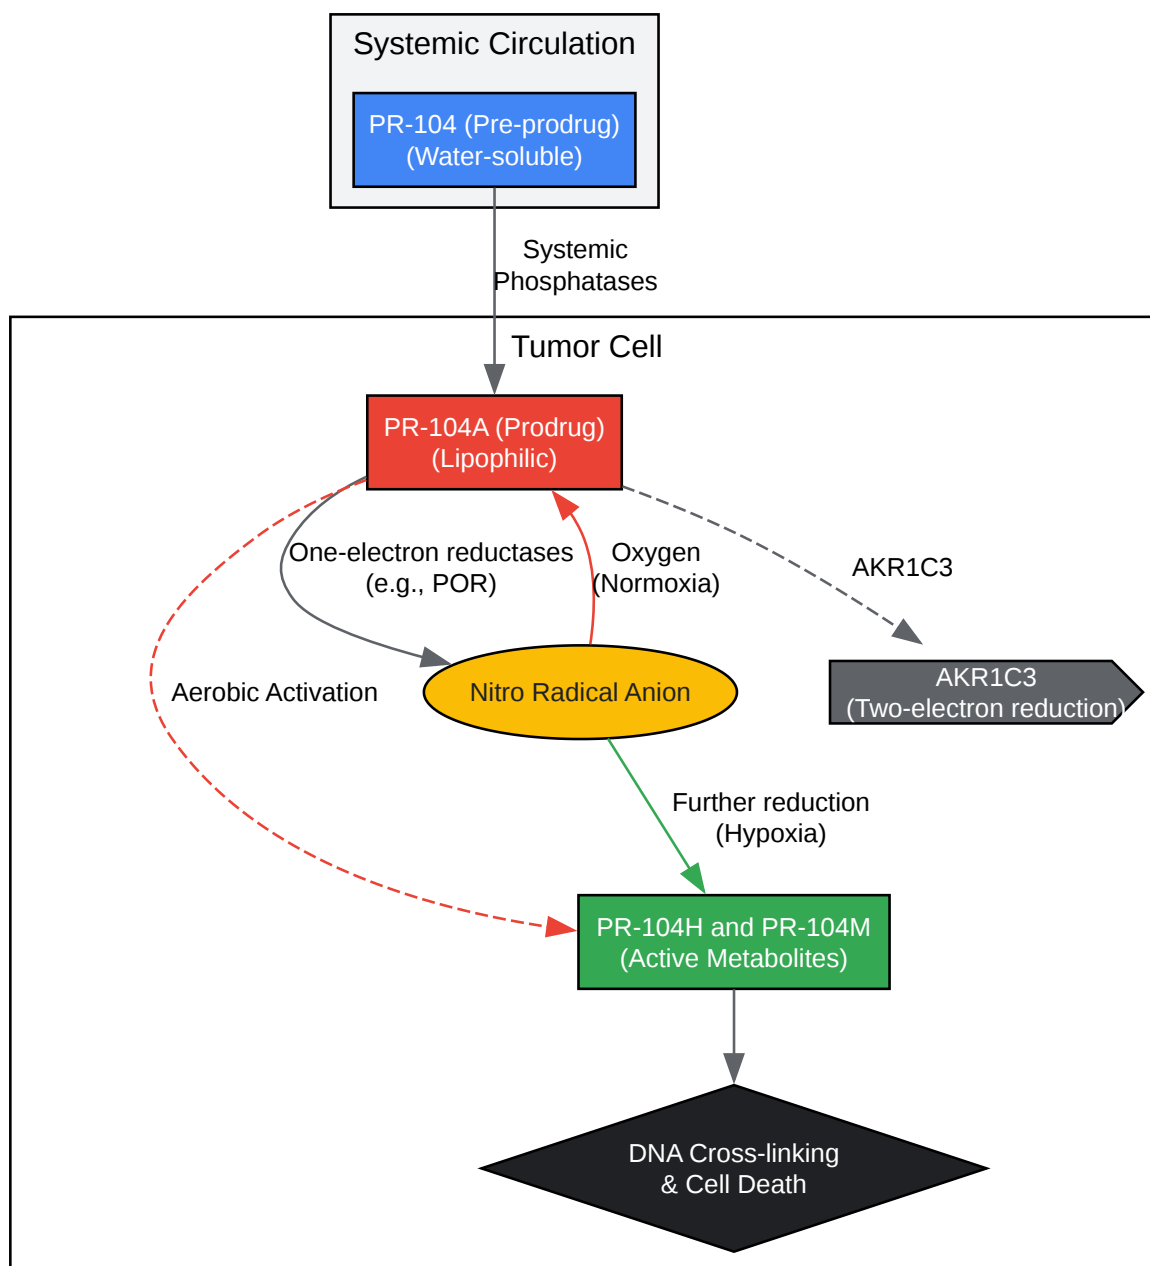 Systemic Circulation
PR-104 (Pre-prodrug)
(Water-soluble)
Systemic
Phosphatases
Tumor Cell
PR-104A (Prodrug)
(Lipophilic)
One-electron reductases
(e.g., POR)
Oxygen
(Normoxia)
AKR1C3
Aerobic Activation
Nitro Radical Anion
AKR1C3
(Two-electron reduction)
Further reduction
(Hypoxia)
PR-104H and PR-104M
(Active Metabolites)
DNA Cross-linking
& Cell Death